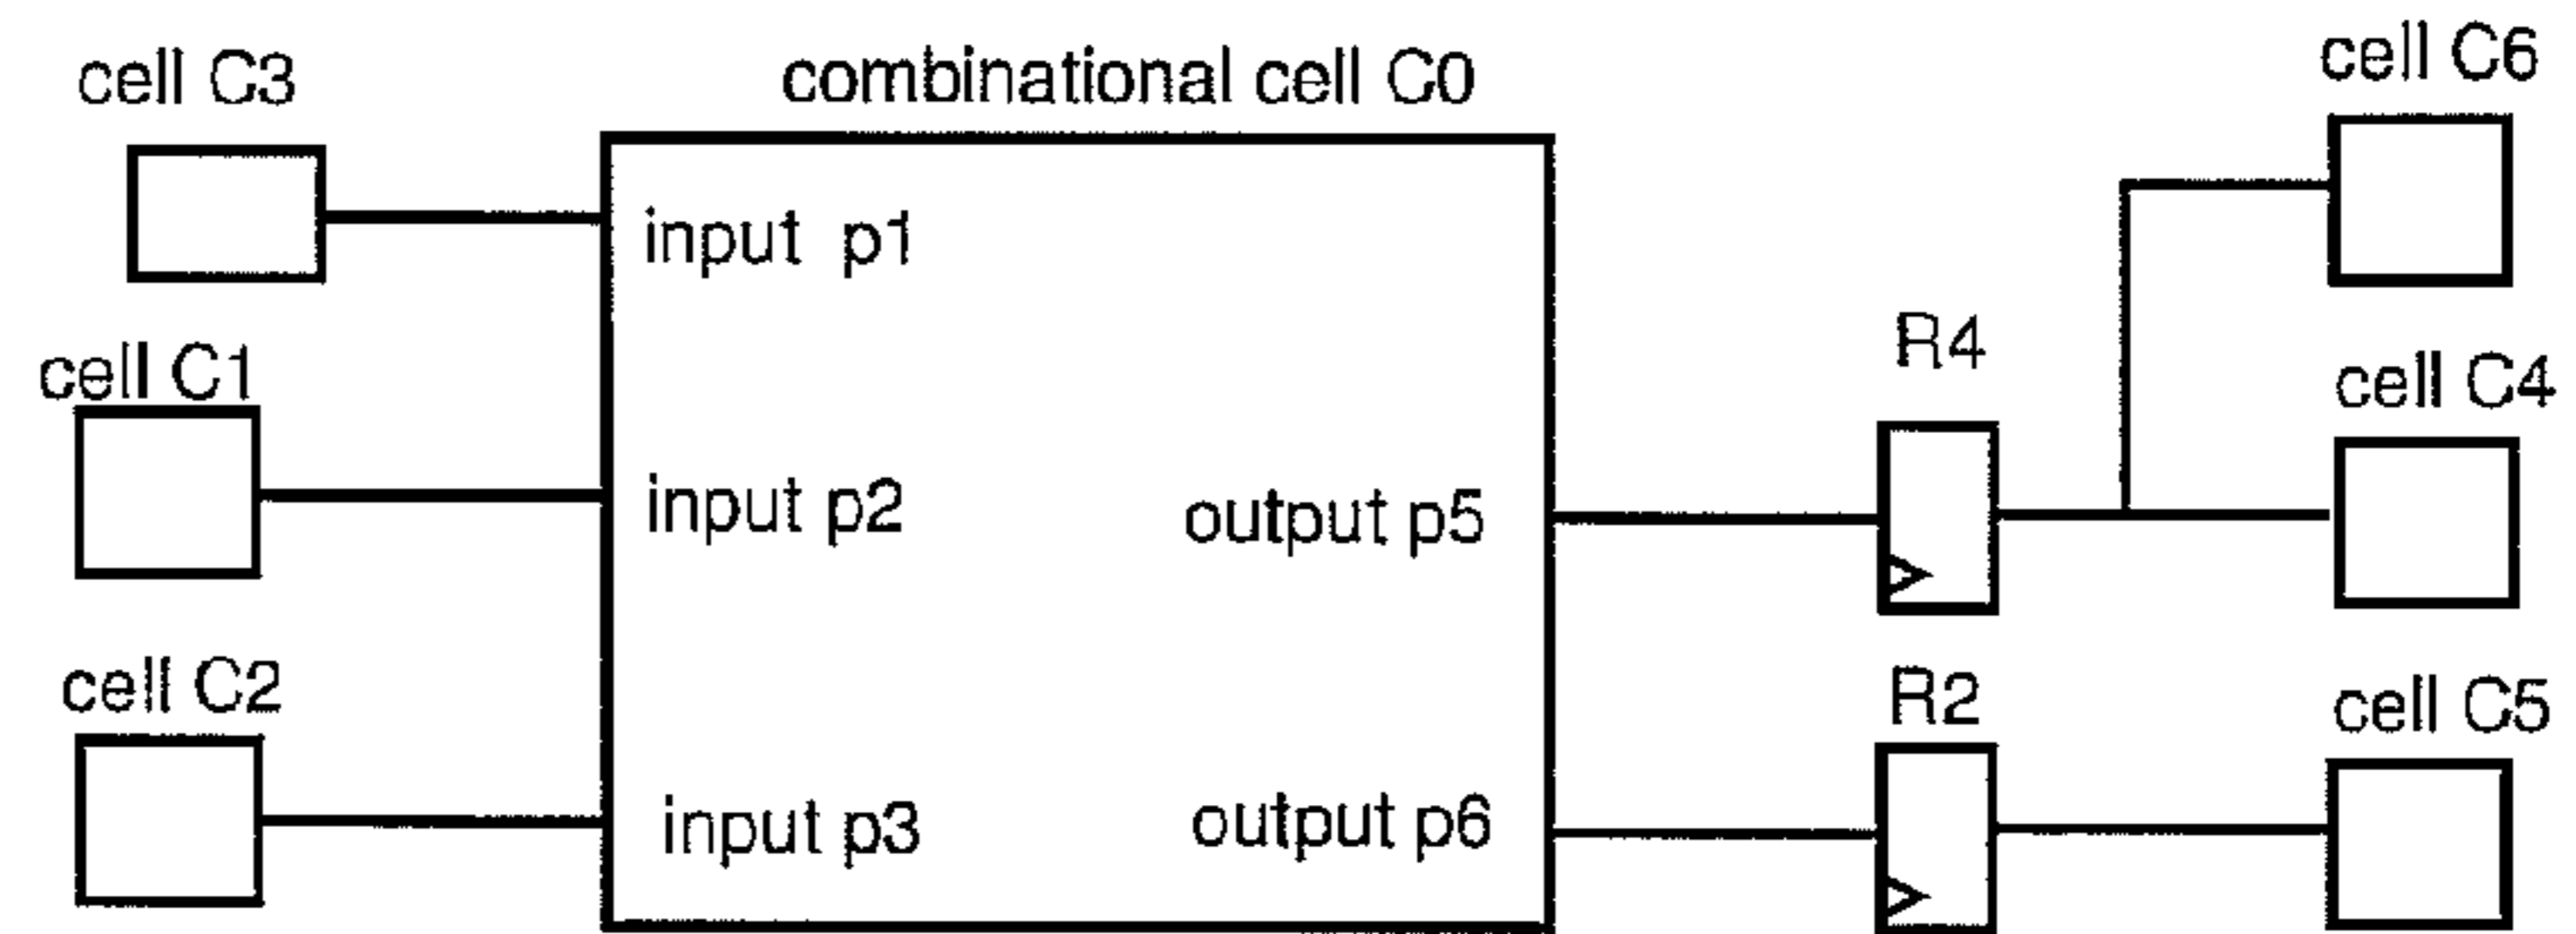 cell C3
combinational cell C0
cell C6
input p1
R4
cell C1
cell C4
input p2
output p5
cell C2
R2
cell C5
input p3
output p6